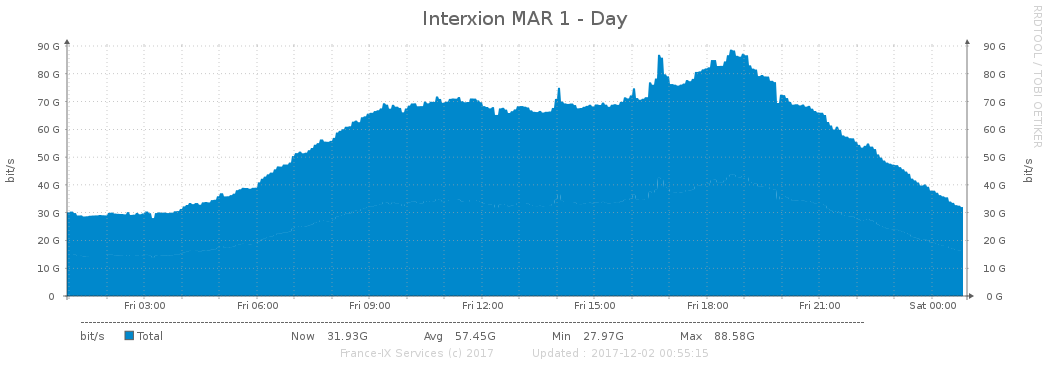 Interxion MAR 1 - Day
RRDTOOL / TOBI OETIKER
90 G 90 G
80 G 80 G
70 G 70 G
60 G 60 G
50 G 50 G
40 G 40 G
30 G 30 G
20 G 20 G
10 G 10 G
0 0 G
bit/s bit/s
Fri 03:00 Fri 06:00 Fri 09:00 Fri 12:00 Fri 15:00 Fri 18:00 Fri 21:00 Sat 00:00
bit/s Total Now 31.93G Avg 57.45G Min 27.97G Max 88.58G
France-IX Services (c) 2017 Updated : 2017-12-02 00:55:15